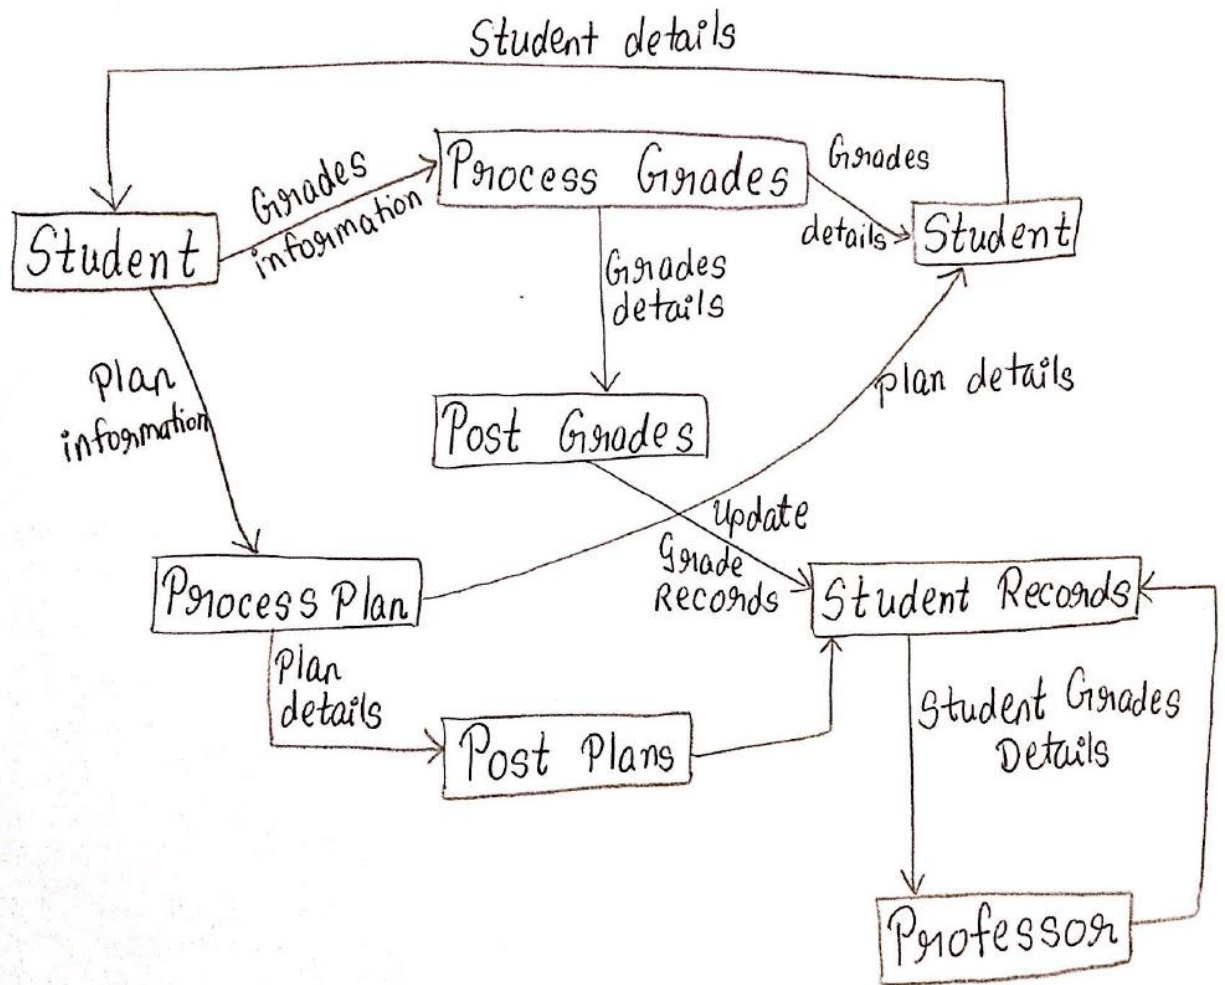 Student details
Process Grades
Grades
details
Grades
information
Student
Student
Grades
details
Plan
information
plan details
Post Grades
update
Grade
Records
Process Plan
Student Records
Plan
details
Post Plans
Student Grades
Details
Professor